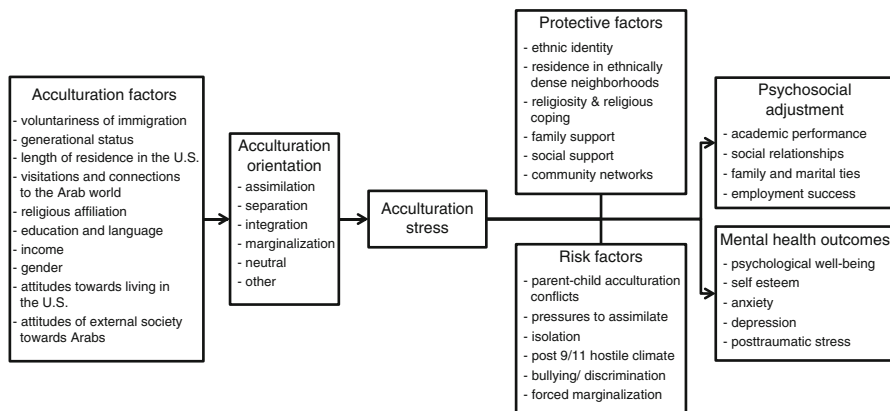 Acculturation factors
- voluntariness of immigration
- generational status
- length of residence in the U.S.
- visitations and connections
to the Arab world
- religious affiliation
- education and language
- income
- gender
- attitudes towards living in
the U.S.
- attitudes of external society
towards Arabs
Acculturation
orientation
- assimilation
- separation
- integration
- marginalization
- neutral
- other
Acculturation
stress
Protective factors
- ethnic identity
- residence in ethnically
dense neighborhoods
- religiosity & religious
coping
- family support
- social support
- community networks
Risk factors
- parent-child acculturation
conflicts
- pressures to assimilate
- isolation
- post 9/11 hostile climate
- bullying/ discrimination
- forced marginalization
Psychosocial
adjustment
- academic performance
- social relationships
- family and marital ties
- employment success
Mental health outcomes
- psychological well-being
- self esteem
- anxiety
- depression
- posttraumatic stress